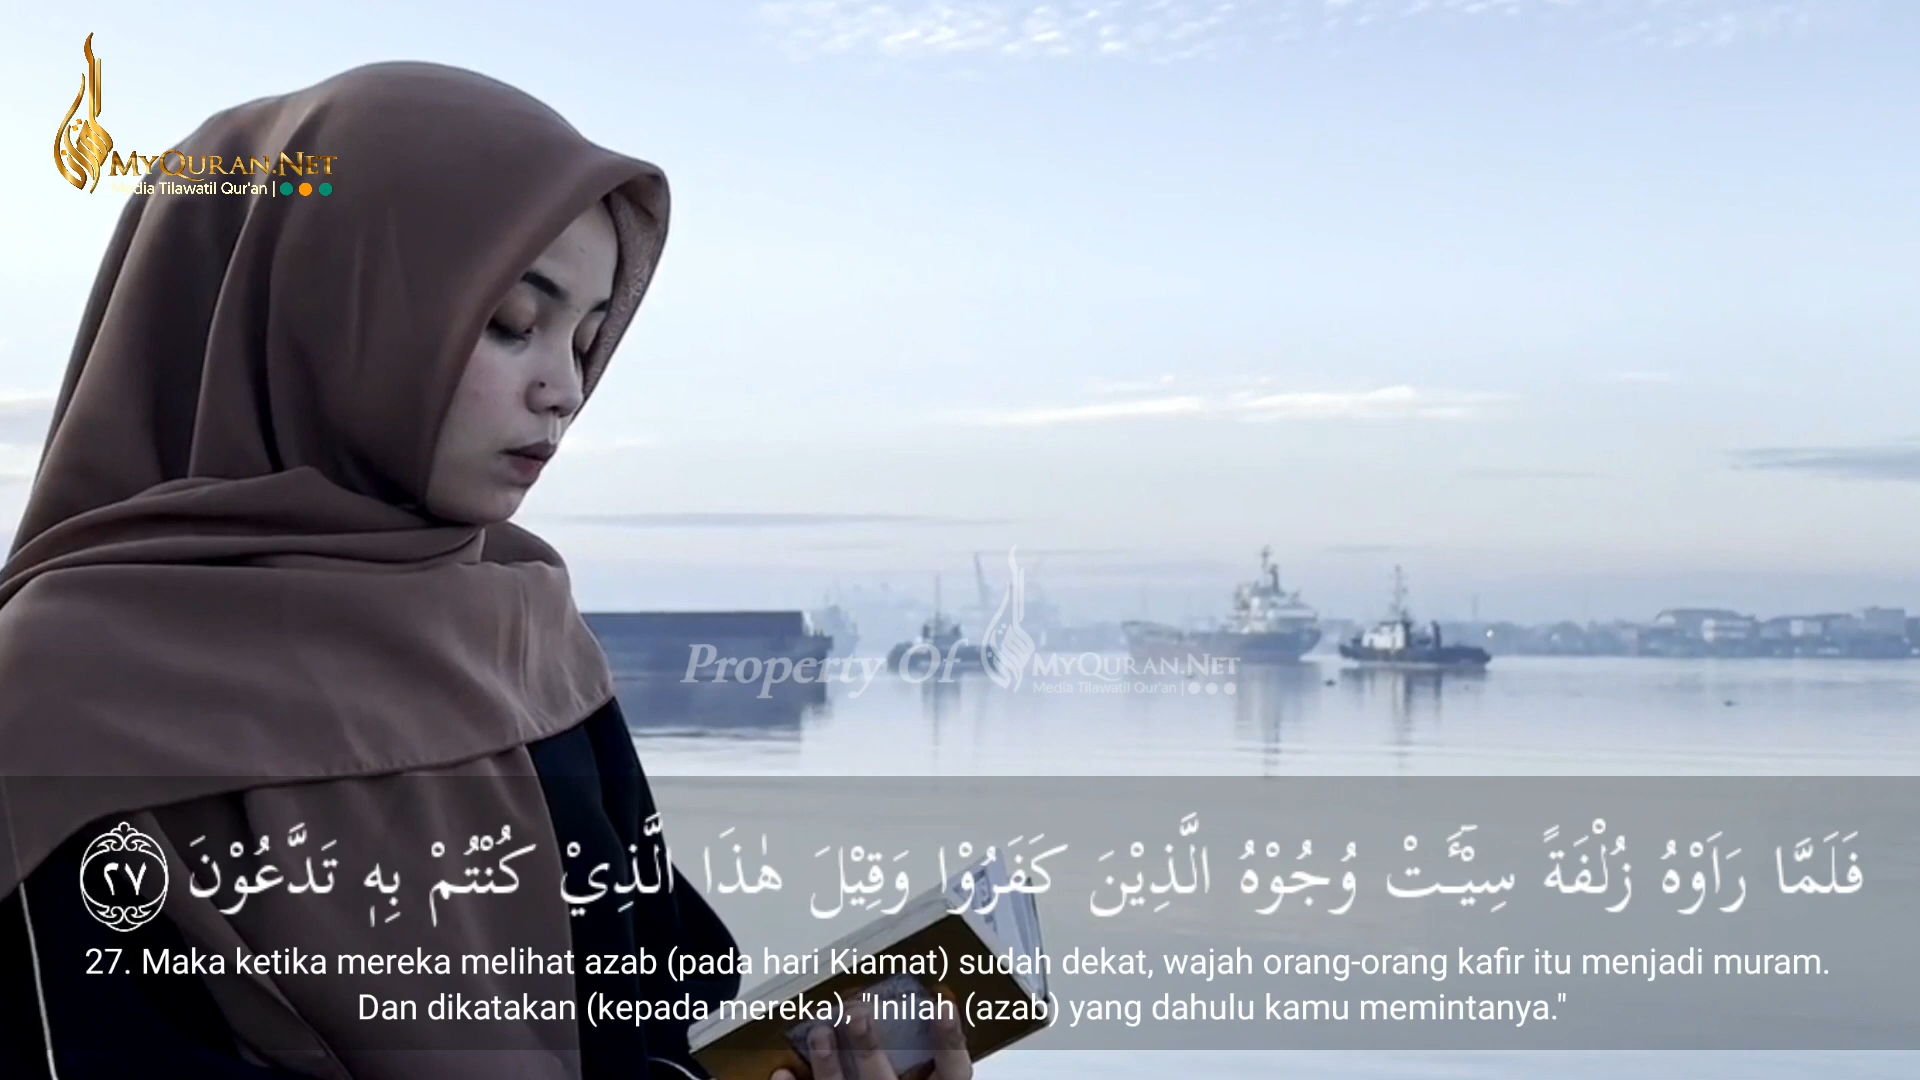 MYQURAN.NET
Media Tilawatil Qur'an |
Property Of MYQURAN.NET
Media Tilawatil Qur'an |
فَلَمَّا رَاَوْهُ زُلْفَةً سِيْۤـَٔتْ وُجُوْهُ الَّذِيْنَ كَفَرُوْا وَقِيْلَ هٰذَا الَّذِيْ كُنْتُمْ بِهٖ تَدَّعُوْنَ ٢٧
27. Maka ketika mereka melihat azab (pada hari Kiamat) sudah dekat, wajah orang-orang kafir itu menjadi muram.
Dan dikatakan (kepada mereka), "Inilah (azab) yang dahulu kamu memintanya."